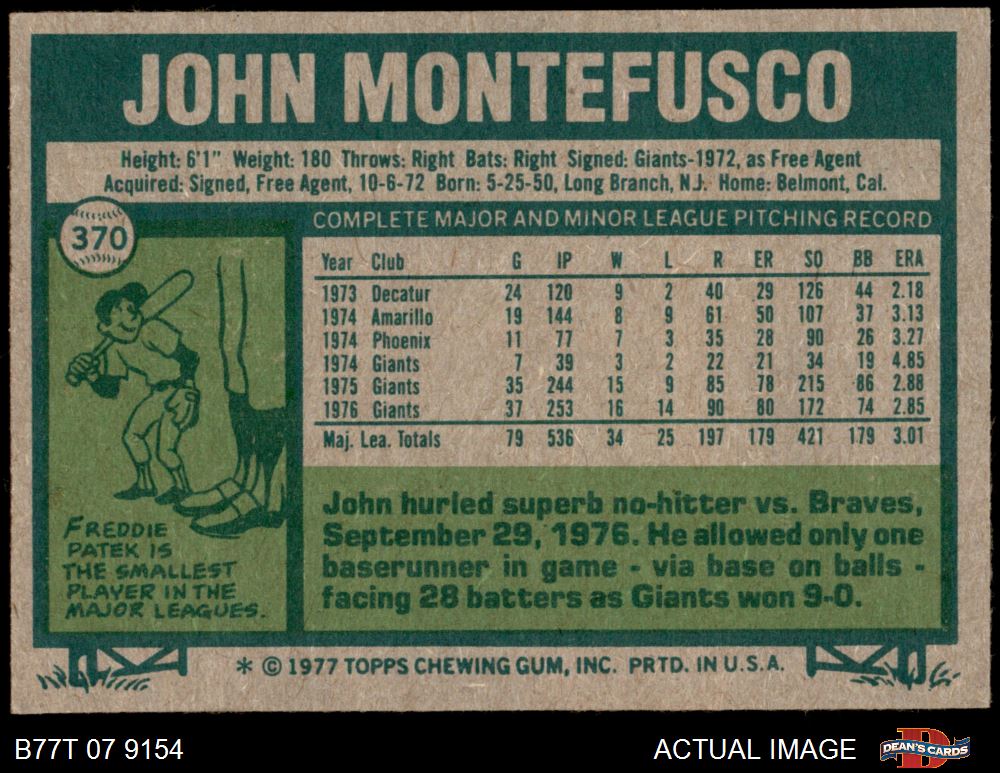 JOHN MONTEFUSCO
Height: 6'1" Weight: 180 Throws: Right Bats: Right Signed: Giants-1972, as Free Agent
Acquired: Signed, Free Agent, 10-6-72 Born: 5-25-50, Long Branch, N.J. Home: Belmont, Cal.
370
COMPLETE MAJOR AND MINOR LEAGUE PITCHING RECORD
Year Club G IP W L R ER SO BB ERA
1973 Decatur 24 120 9 2 40 29 126 44 2.18
1974 Amarillo 19 144 8 9 61 50 107 37 3.13
1974 Phoenix 11 77 7 3 35 28 90 26 3.27
1974 Giants 7 39 3 2 22 21 34 19 4.85
1975 Giants 35 244 15 9 85 78 215 86 2.88
1976 Giants 37 253 16 14 90 80 172 74 2.85
Maj. Lea. Totals 79 536 34 25 197 179 421 179 3.01
FREDDIE
PATEK IS
THE SMALLEST
PLAYER IN THE
MAJOR LEAGUES.
John hurled superb no-hitter vs. Braves,
September 29, 1976. He allowed only one
baserunner in game - via base on balls -
facing 28 batters as Giants won 9-0.
* © 1977 TOPPS CHEWING GUM, INC. PRTD. IN U.S.A.
B77T 07 9154
ACTUAL IMAGE
DEAN'S CARDS